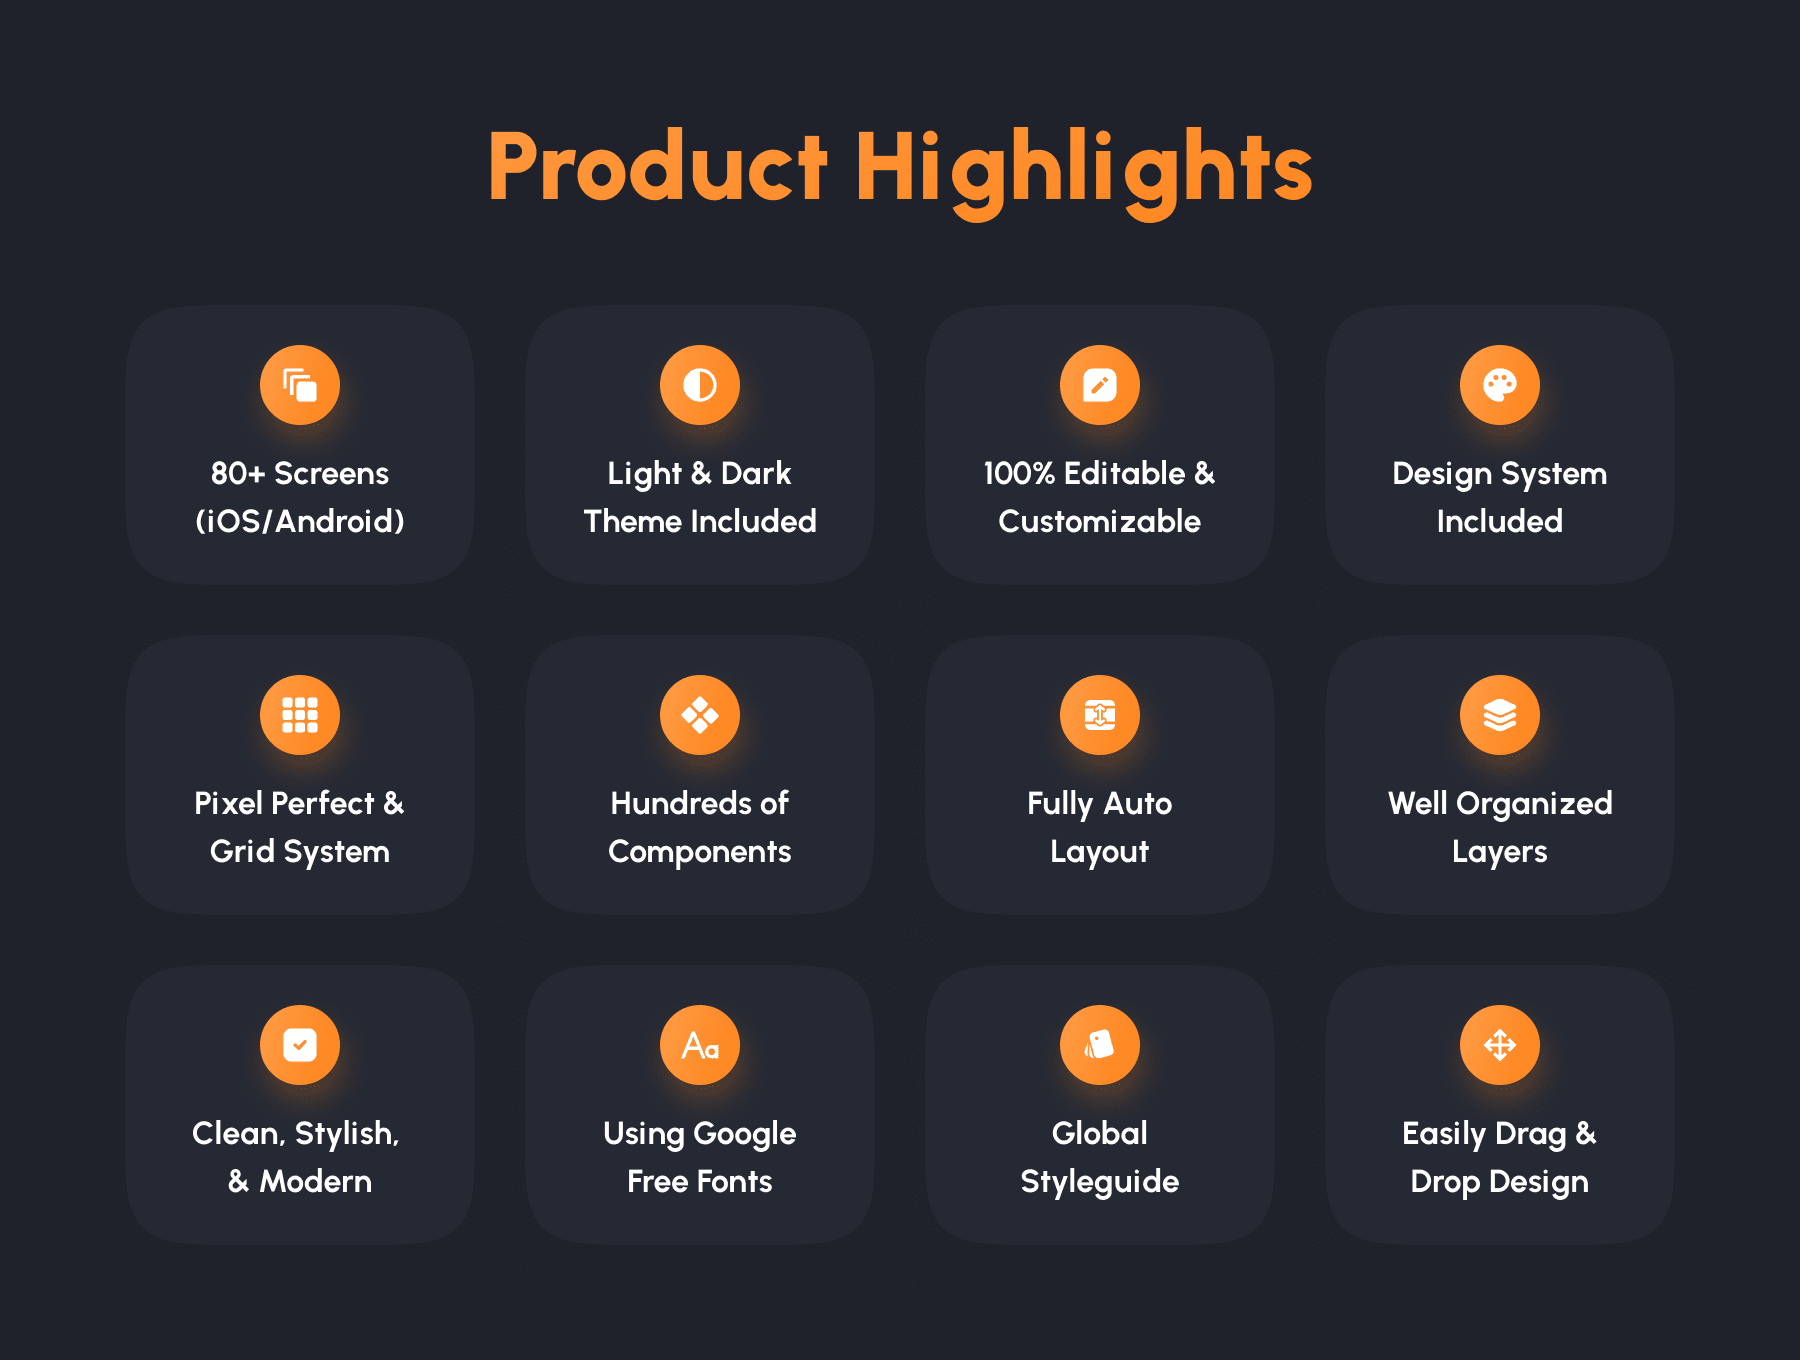 Product Highlights
80+ Screens
(iOS/Android)
Light & Dark
Theme Included
100% Editable &
Customizable
Design System
Included
Pixel Perfect &
Grid System
Hundreds of
Components
Fully Auto
Layout
Well Organized
Layers
Clean, Stylish,
& Modern
Aa
Using Google
Free Fonts
Global
Styleguide
Easily Drag &
Drop Design